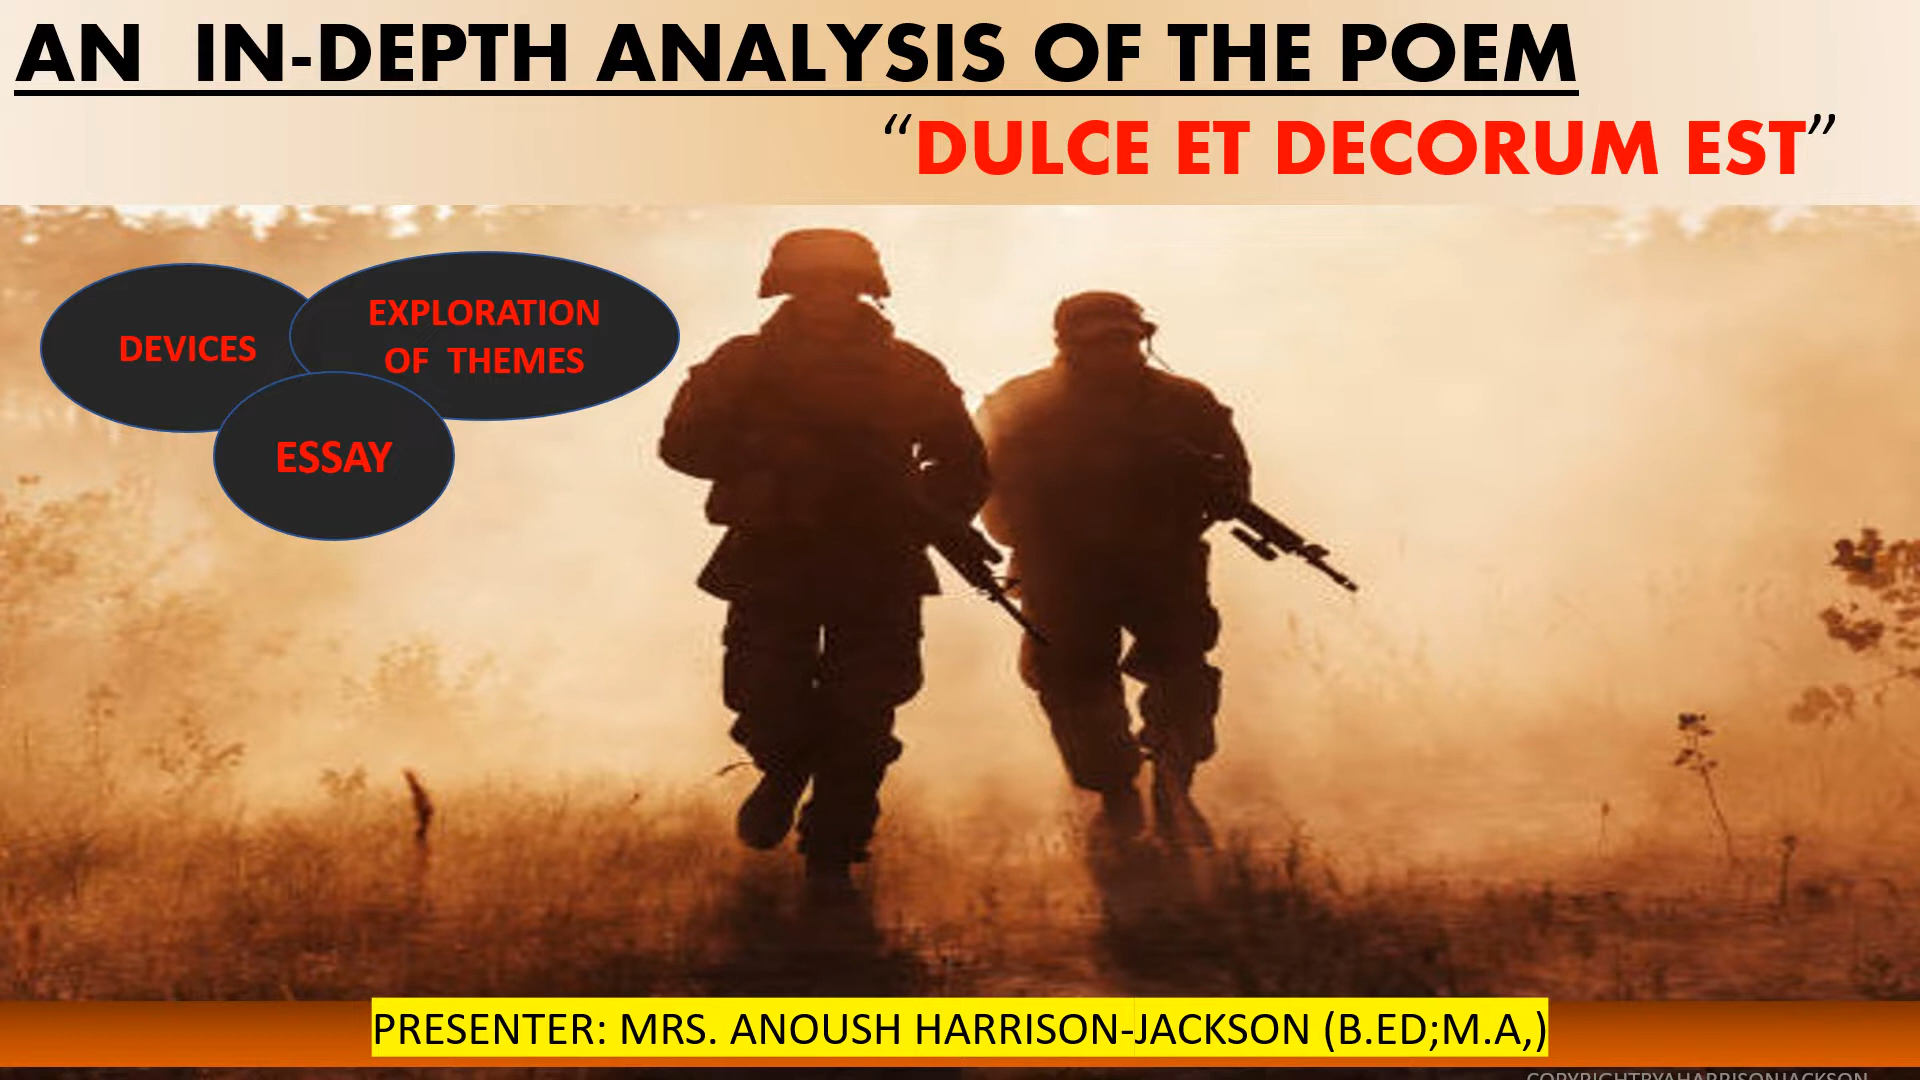 AN  IN-DEPTH ANALYSIS OF THE POEM
“DULCE ET DECORUM EST”
DEVICES
EXPLORATION
OF  THEMES
ESSAY
PRESENTER: MRS. ANOUSH HARRISON-JACKSON (B.ED;M.A,)
COPYRIGHTBYAHARRISONJACKSON